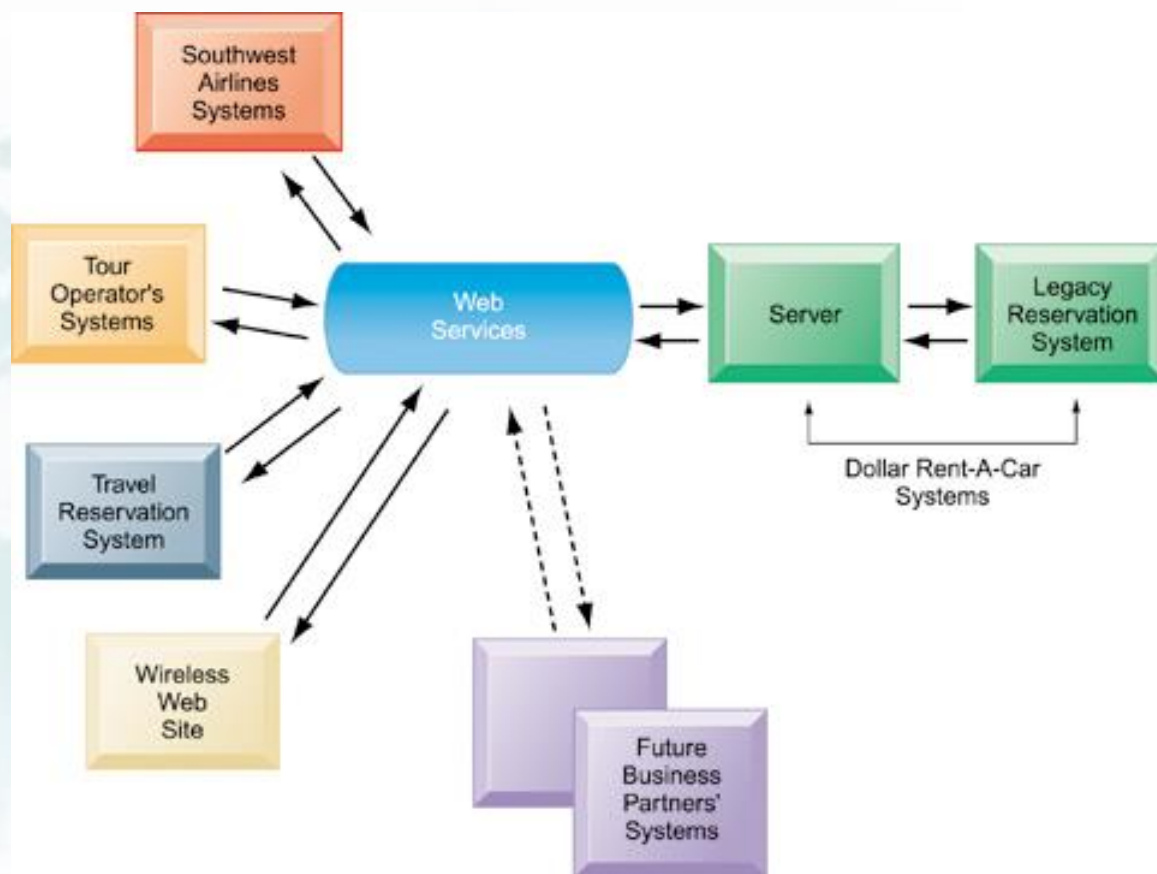 Southwest
Airlines
Systems
Tour
Operator's
Systems
Web
Services
Server
Legacy
Reservation
System
Dollar Rent-A-Car
Systems
Travel
Reservation
System
Wireless
Web
Site
Future
Business
Partners'
Systems